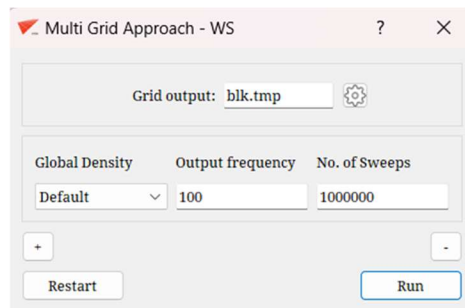 Multi Grid Approach - WS ?
Grid output: blk.tmp
Global Density Output frequency No. of Sweeps
Default 100 1000000
+ -
Restart Run